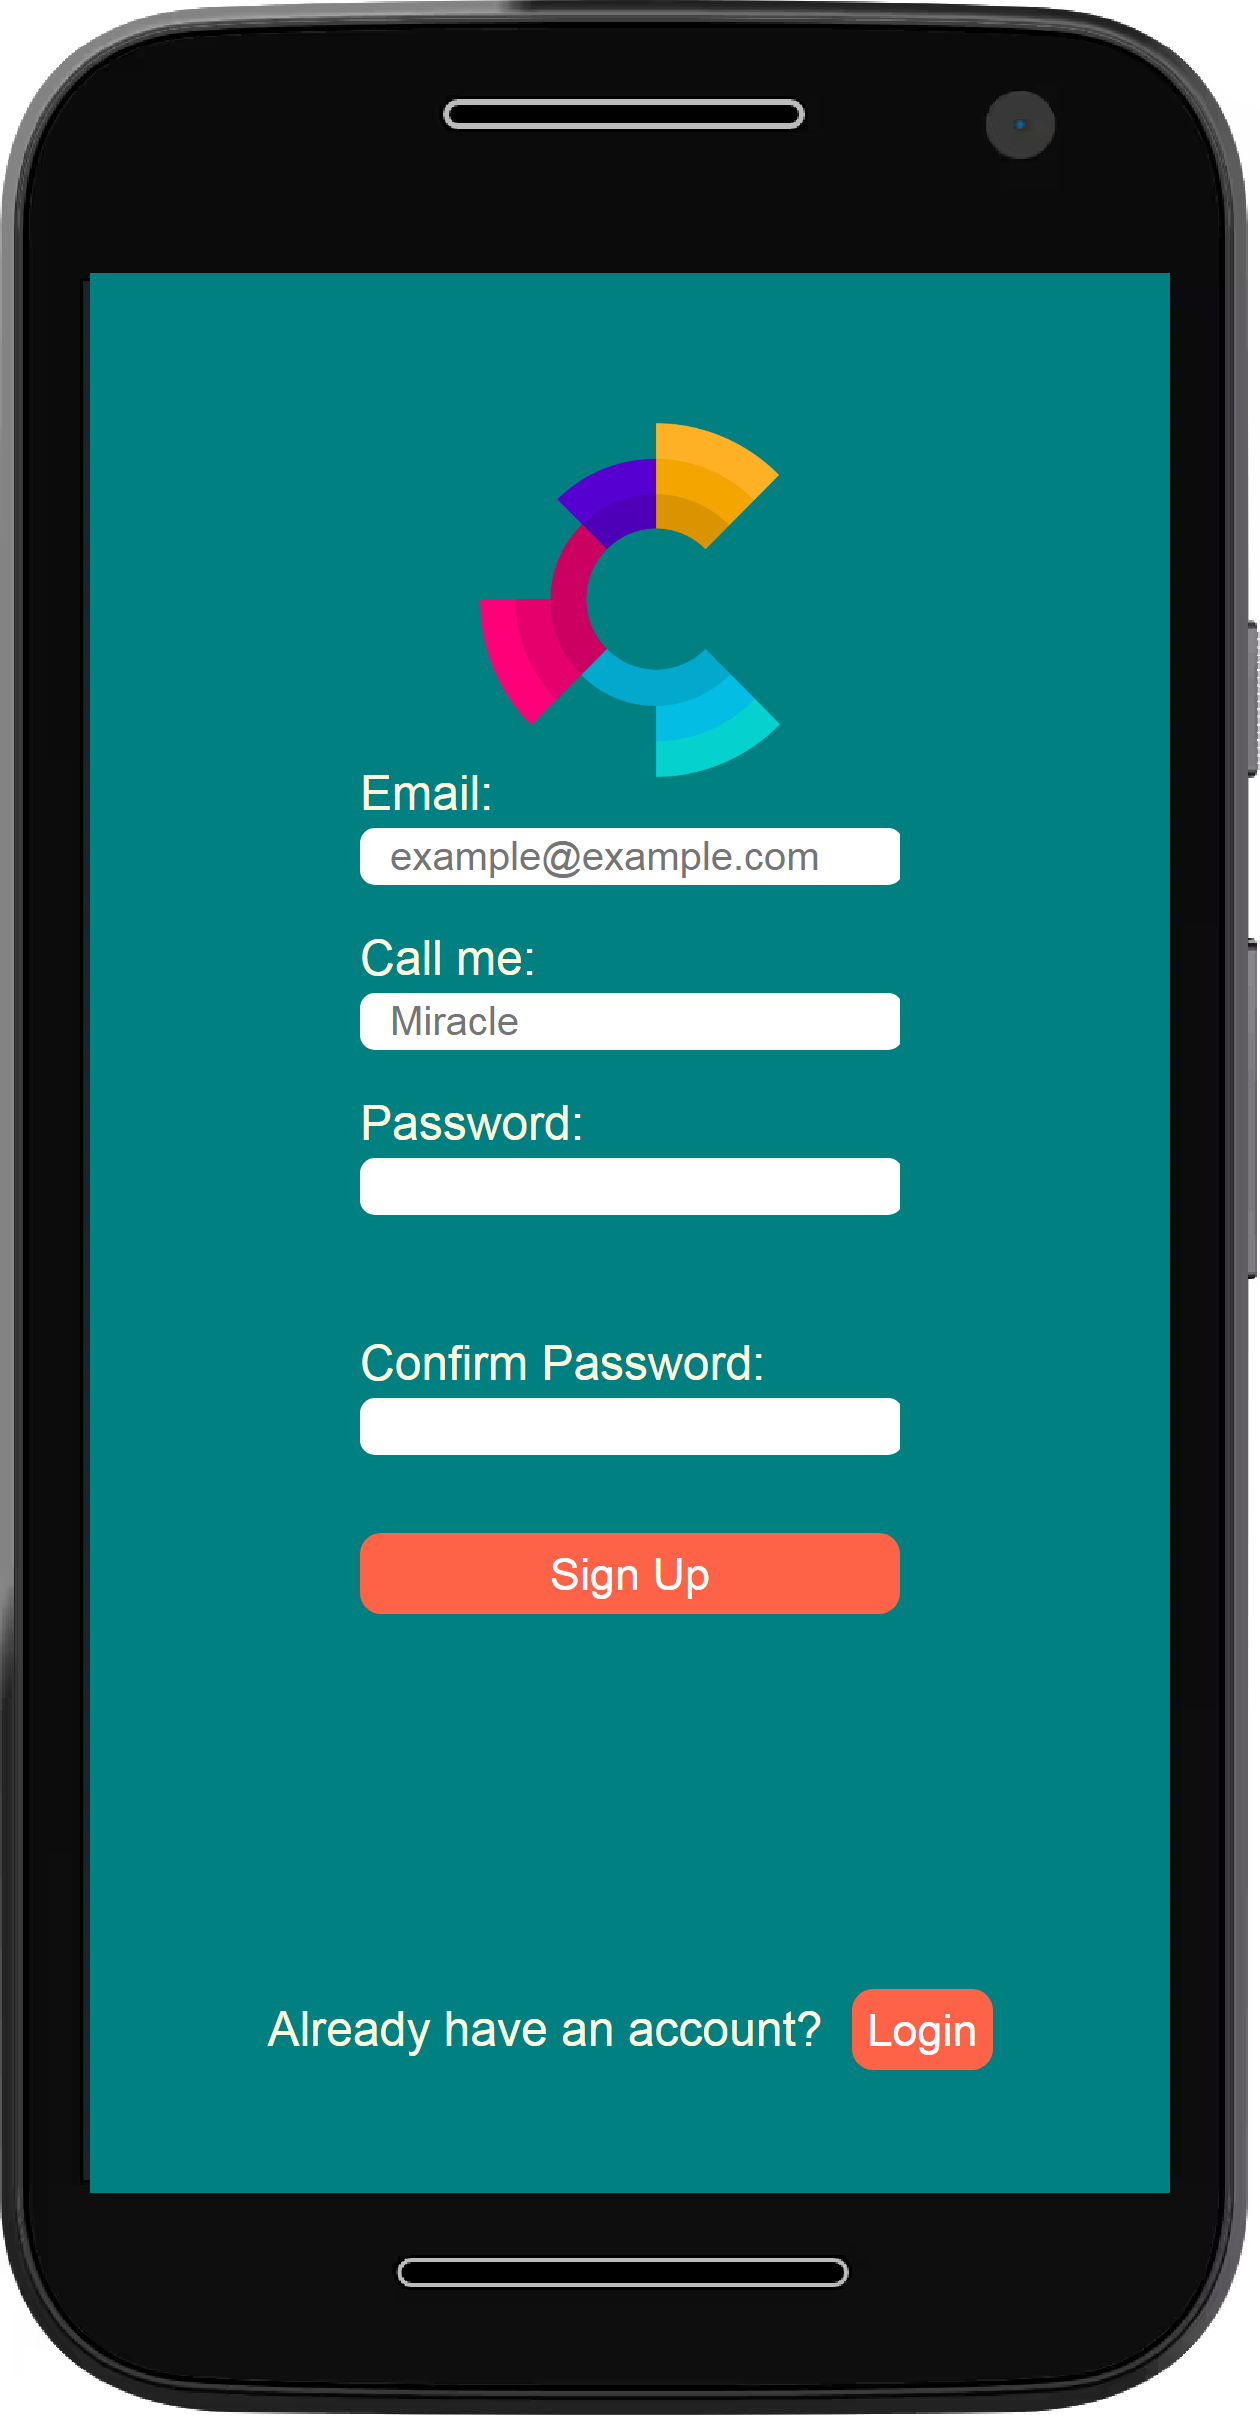 Email:
example@example.com
Call me:
Miracle
Password:
Confirm Password:
Sign Up
Already have an account? Login